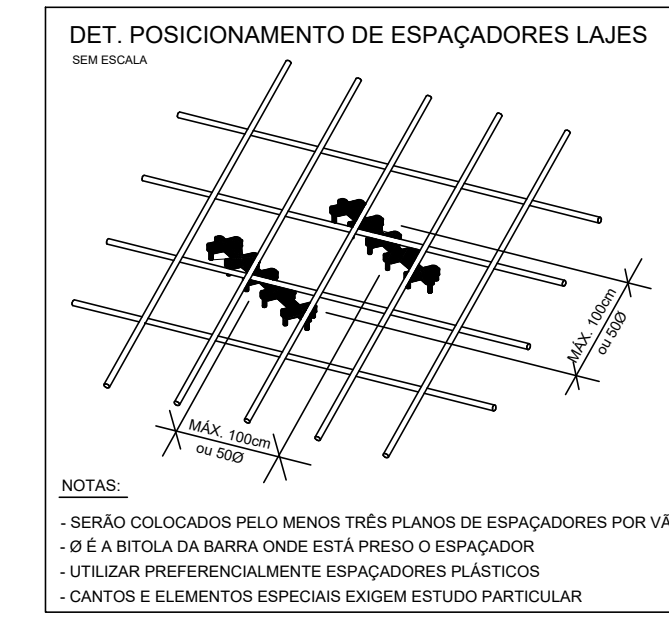 DET. POSICIONAMENTO DE ESPAÇADORES LAJES
SEM ESCALA
MÁX. 100cm
ou 50Ø
MÁX. 100cm
ou 50Ø
NOTAS:
- SERÃO COLOCADOS PELO MENOS TRÊS PLANOS DE ESPAÇADORES POR VÃ
- Ø É A BITOLA DA BARRA ONDE ESTÁ PRESO O ESPAÇADOR
- UTILIZAR PREFERENCIALMENTE ESPAÇADORES PLÁSTICOS
- CANTOS E ELEMENTOS ESPECIAIS EXIGEM ESTUDO PARTICULAR